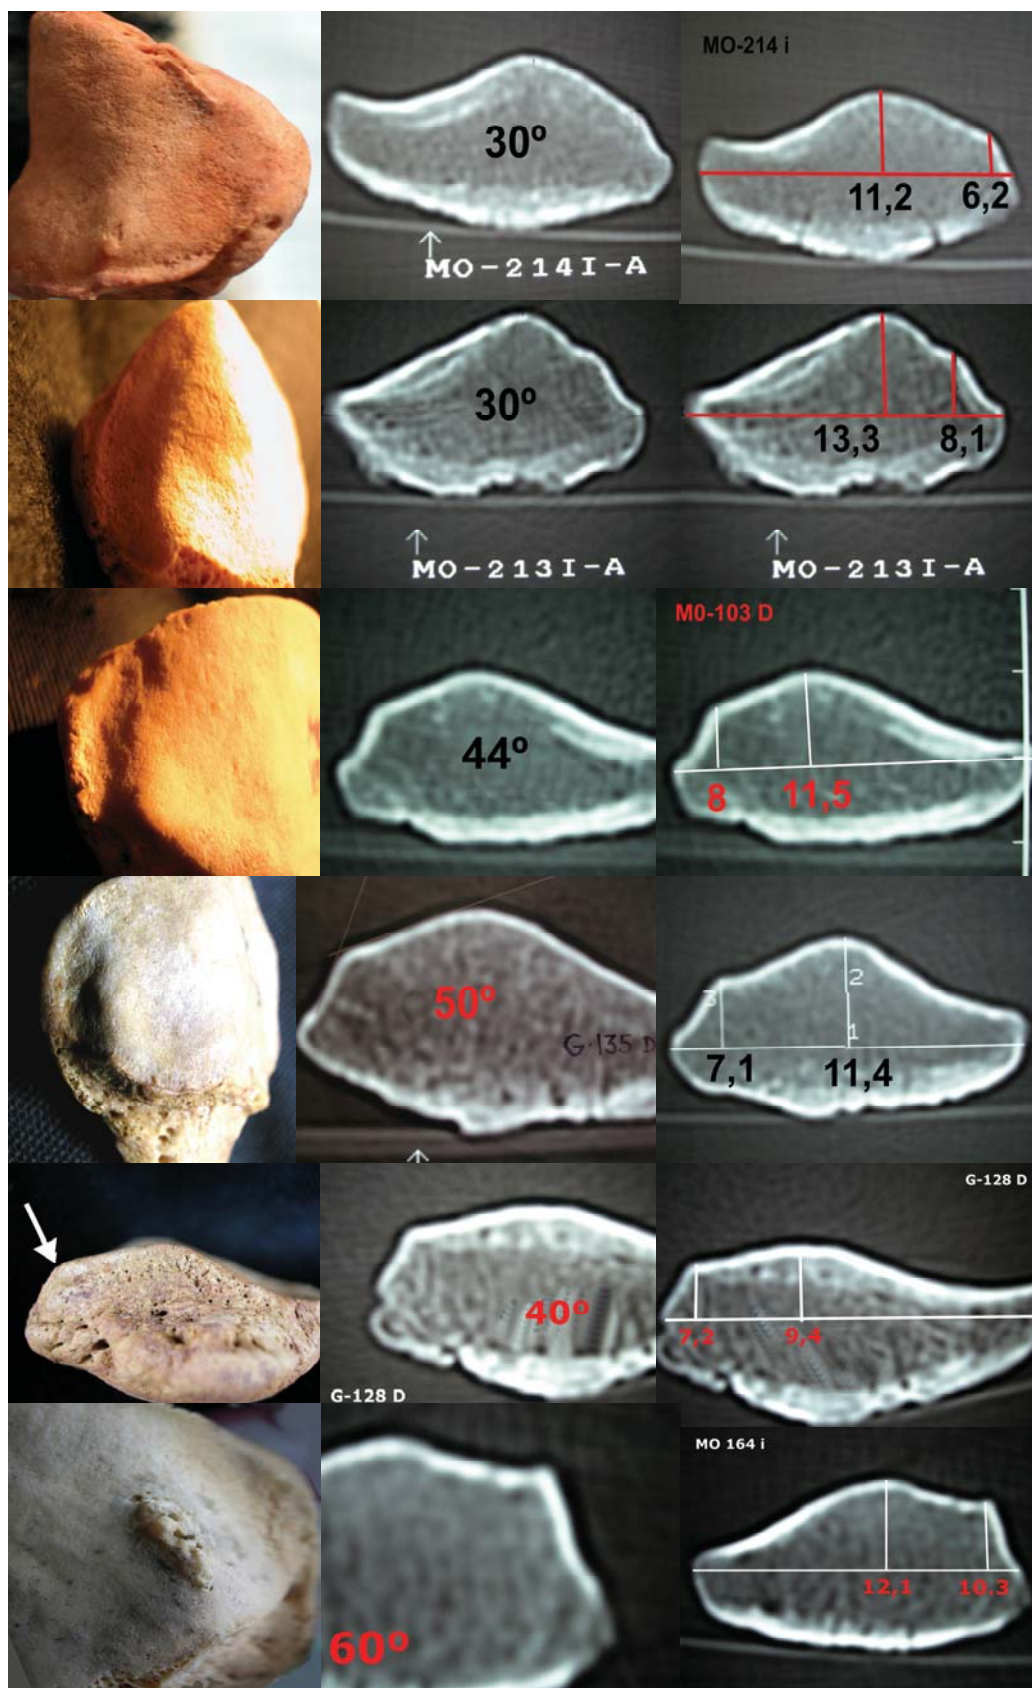 30º
MO-214I-A
MO-214 i
11,2
6,2
30º
MO-213I-A
13,3
8,1
MO-213I-A
44º
M0-103 D
8
11,5
50º
G-135 D
3
2
1
7,1
11,4
40º
G-128 D
G-128 D
7,2
9,4
60º
MO 164 i
12,1
10.3